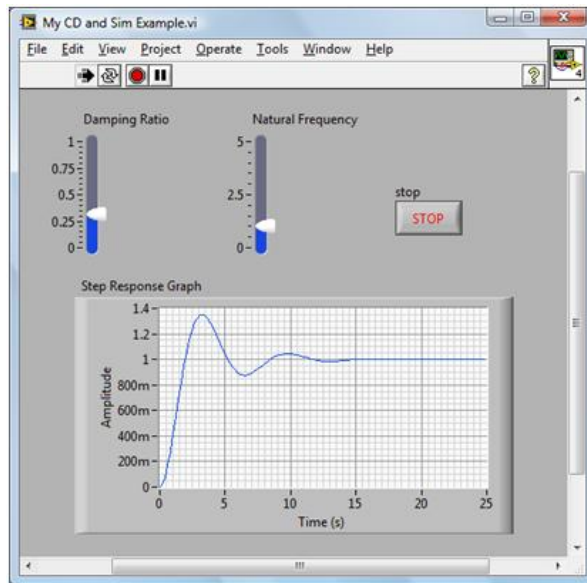 My CD and Sim Example.vi
File Edit View Project Operate Tools Window Help
?
4
Damping Ratio
1
0.75
0.5
0.25
0
Natural Frequency
5
2.5
0
stop
STOP
Step Response Graph
1.4
1.2
1
800m
600m
400m
200m
0
Amplitude
0 5 10 15 20 25
Time (s)